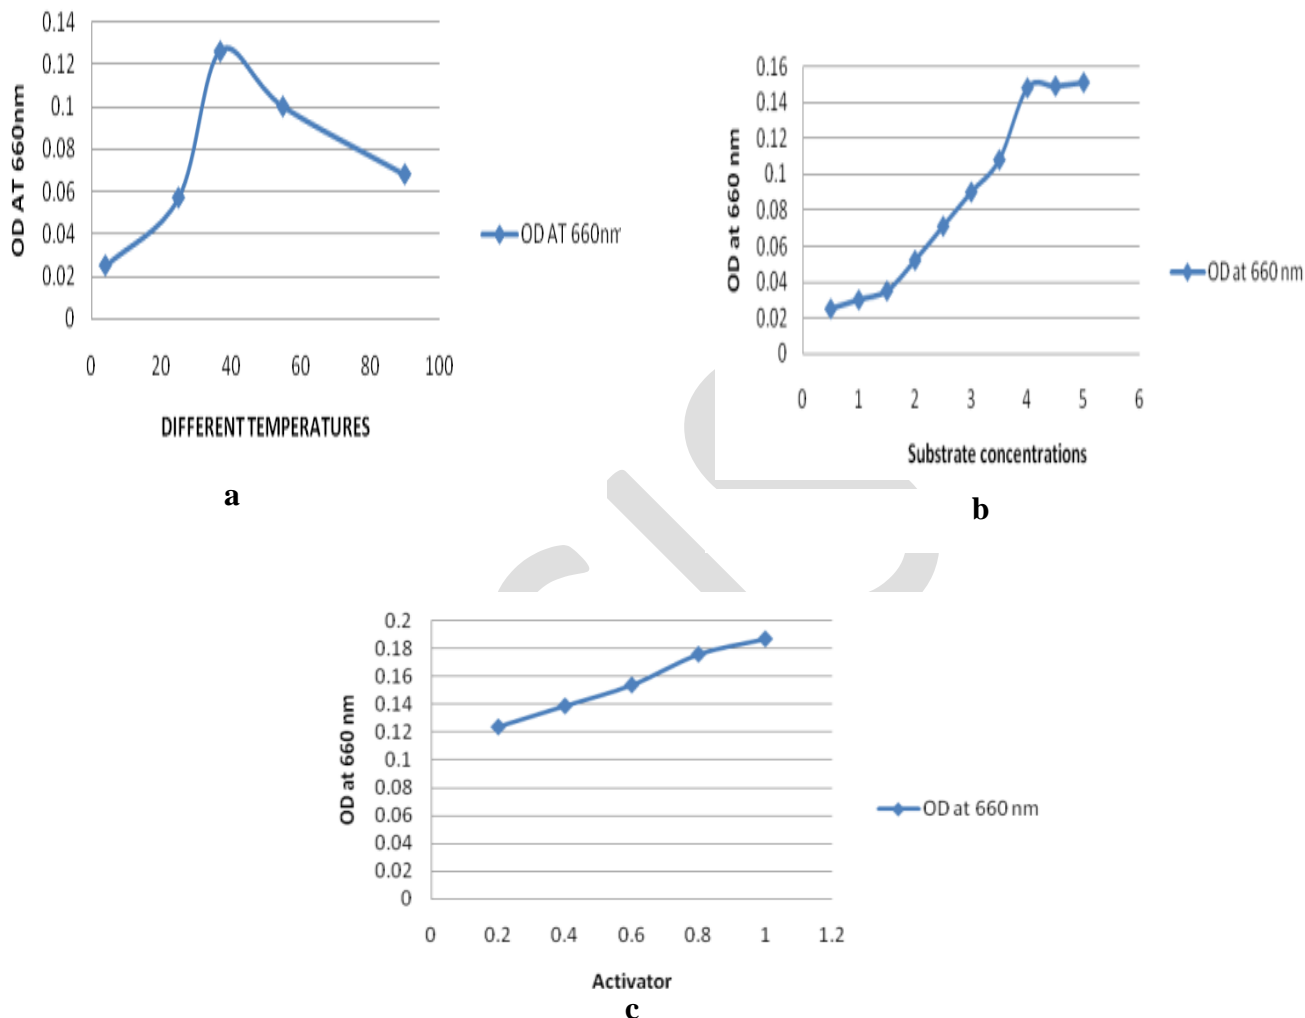 0.14
0.12
0.1
0.08
0.06
0.04
0.02
0
OD AT 660nm
0 20 40 60 80 100
DIFFERENT TEMPERATURES
OD AT 660nm
a
0.16
0.14
0.12
0.1
0.08
0.06
0.04
0.02
0
OD at 660 nm
0 1 2 3 4 5 6
Substrate concentrations
OD at 660 nm
b
0.2
0.18
0.16
0.14
0.12
0.1
0.08
0.06
0.04
0.02
0
OD at 660 nm
0 0.2 0.4 0.6 0.8 1 1.2
Activator
OD at 660 nm
c